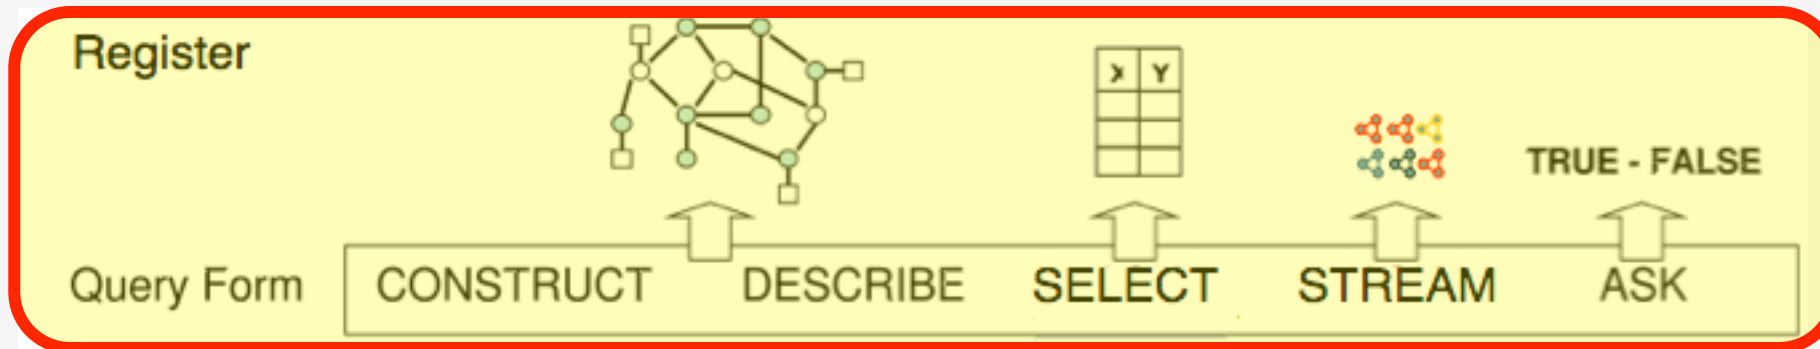 Register
X Y
TRUE - FALSE
Query Form CONSTRUCT DESCRIBE SELECT STREAM ASK